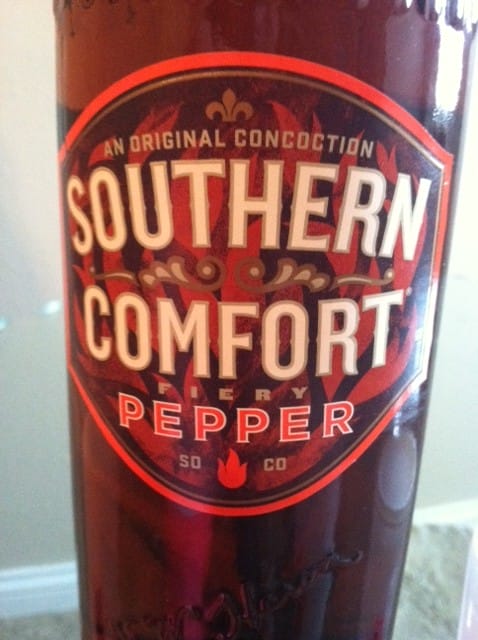 AN ORIGINAL CONCOCTION
SOUTHERN
COMFORT
FIERY
PEPPER
SO CO